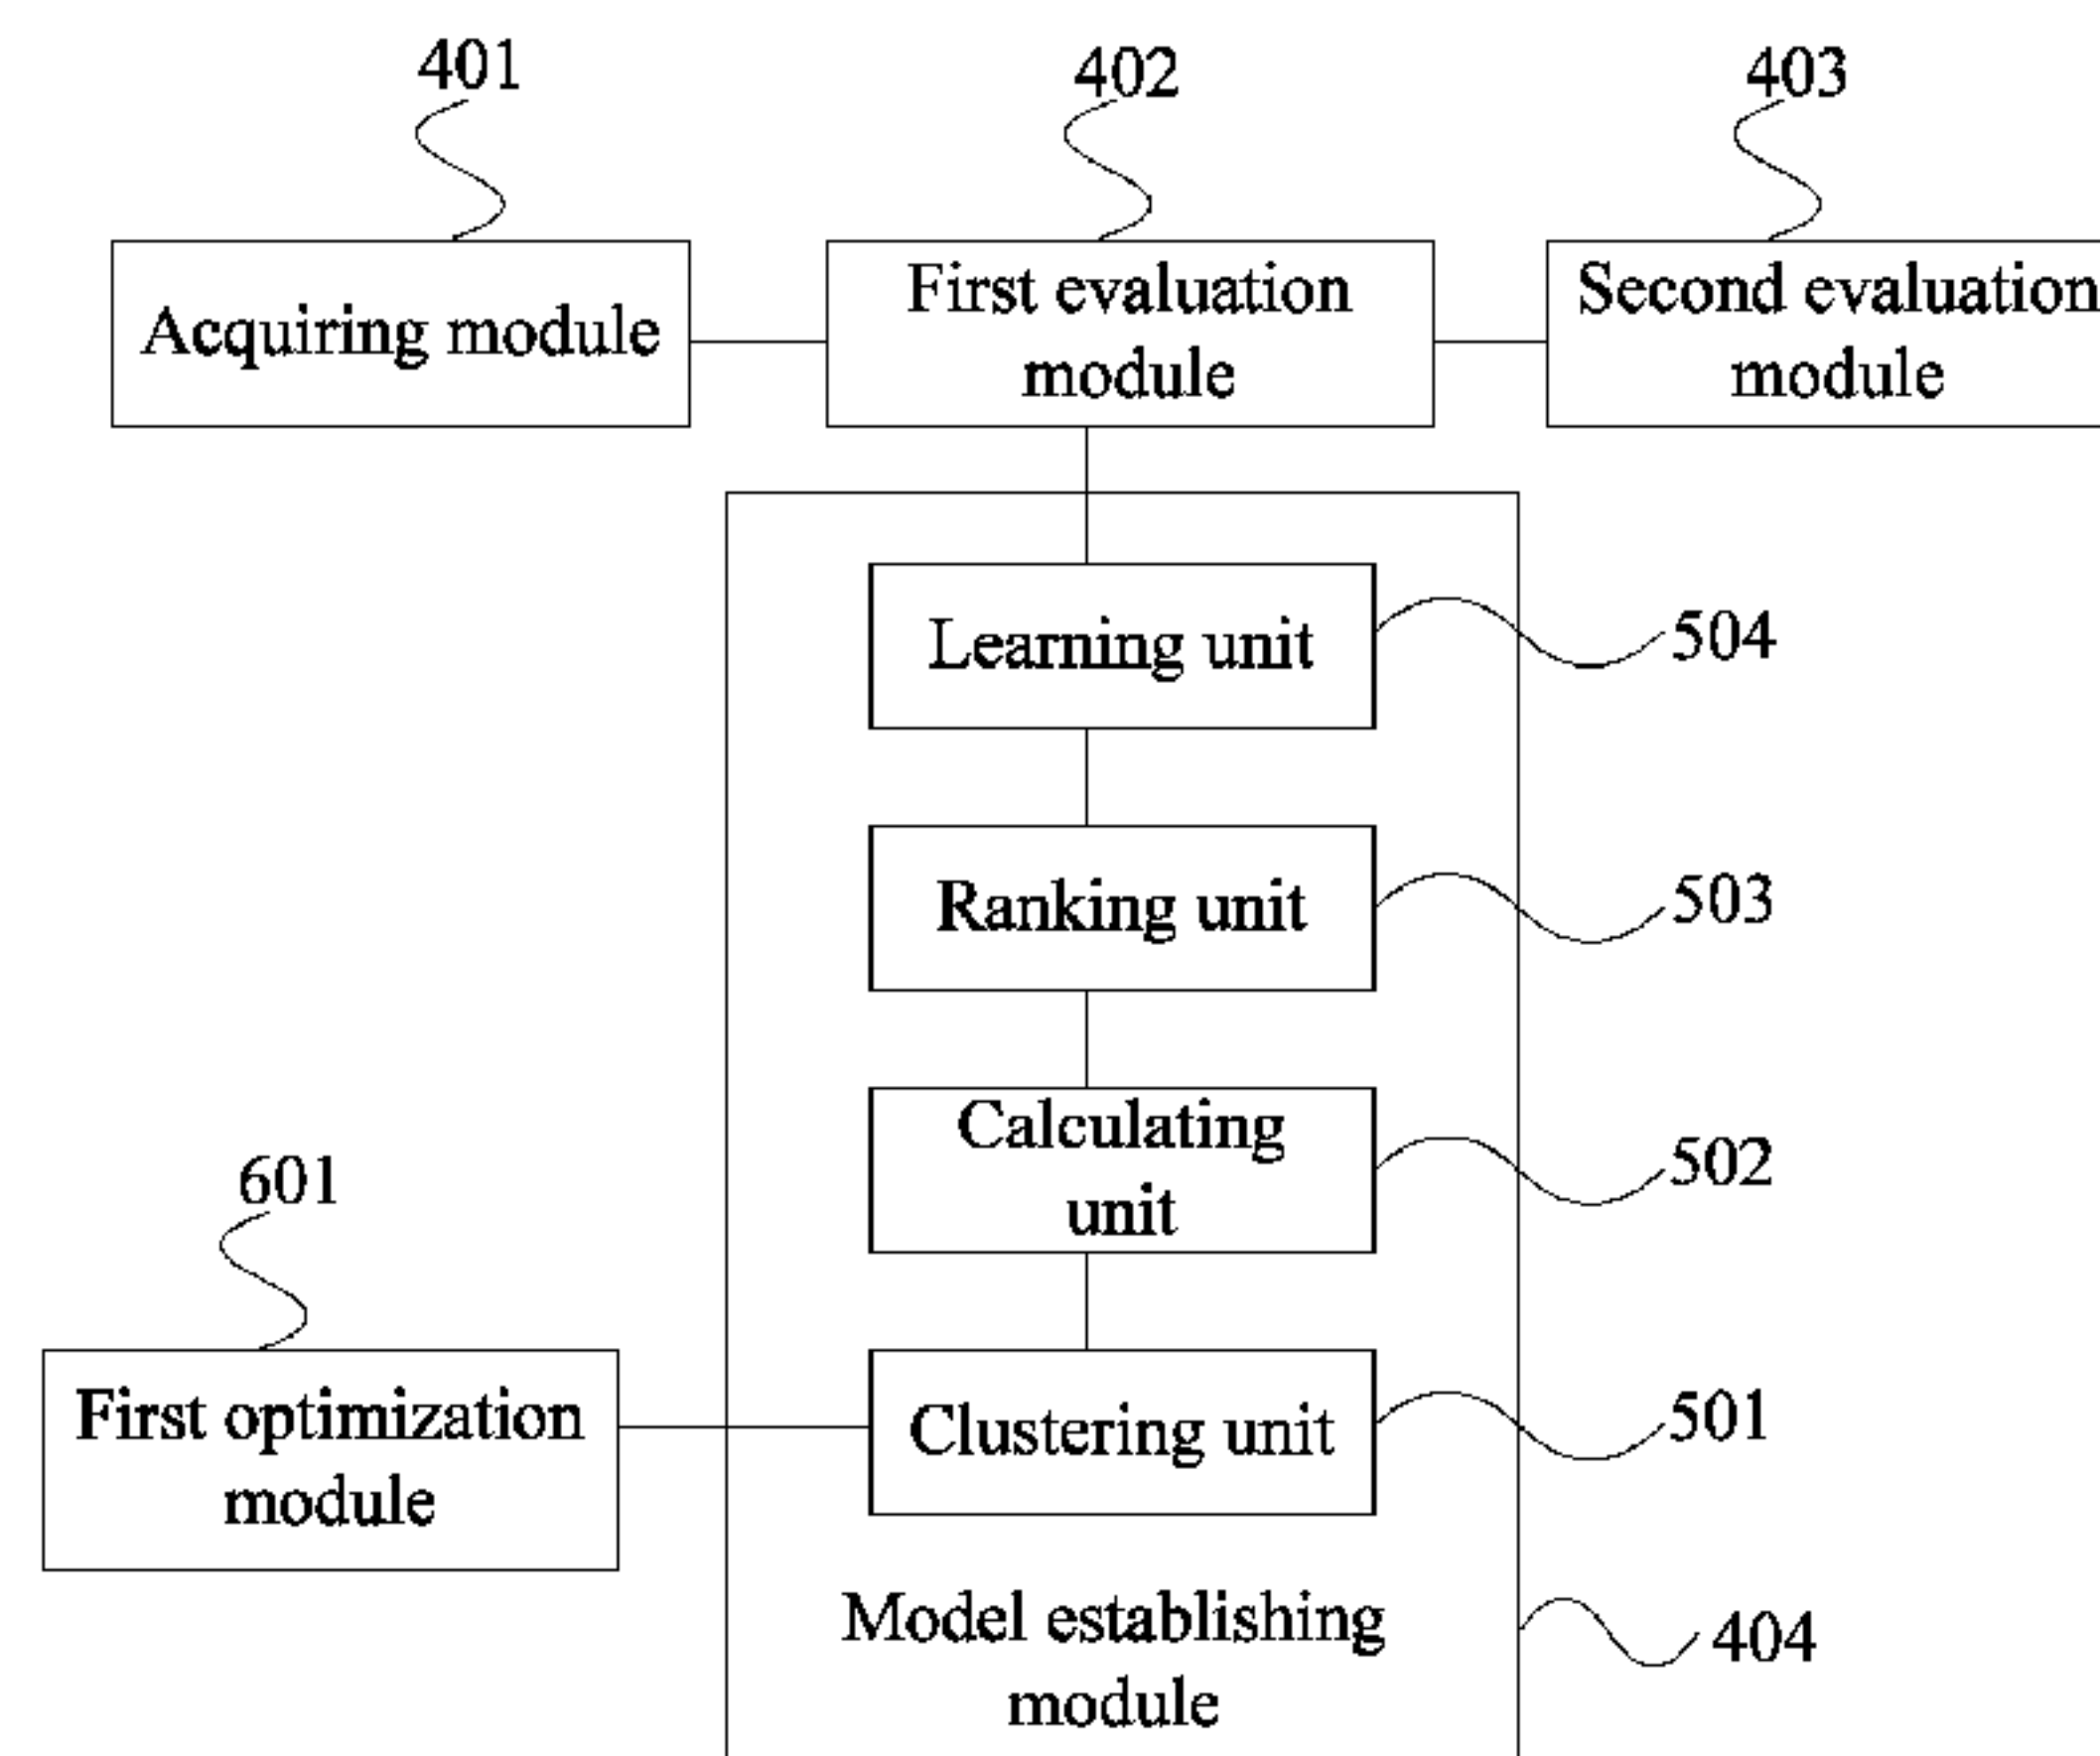 401
402
403
Acquiring module
First evaluation
module
Second evaluation
module
Learning unit
504
Ranking unit
503
Calculating
unit
502
601
First optimization
module
Clustering unit
501
Model establishing
module
404